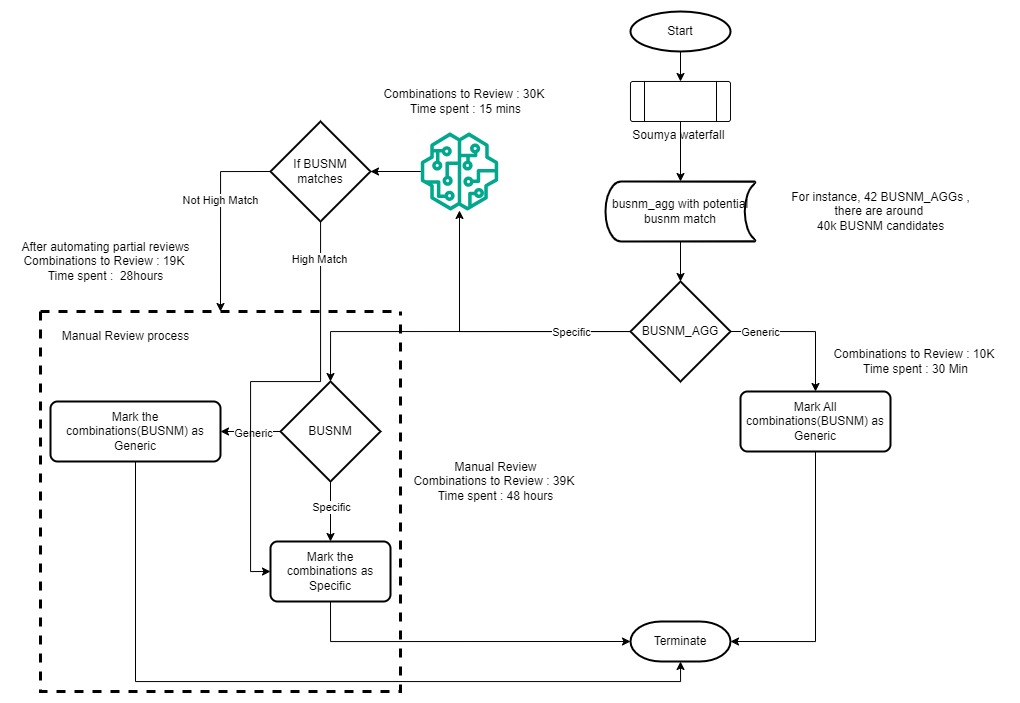 Start
Soumya waterfall
busnm_agg with potential
busnm match
For instance, 42 BUSNM_AGGs ,
there are around
40k BUSNM candidates
BUSNM_AGG
Generic
Specific
Combinations to Review : 10K
Time spent : 30 Min
Mark All
combinations(BUSNM) as
Generic
Combinations to Review : 30K
Time spent : 15 mins
If BUSNM
matches
Not High Match
High Match
After automating partial reviews
Combinations to Review : 19K
Time spent :  28hours
Manual Review process
BUSNM
Generic
Mark the
combinations(BUSNM) as
Generic
Specific
Mark the
combinations as
Specific
Manual Review
Combinations to Review : 39K
Time spent : 48 hours
Terminate